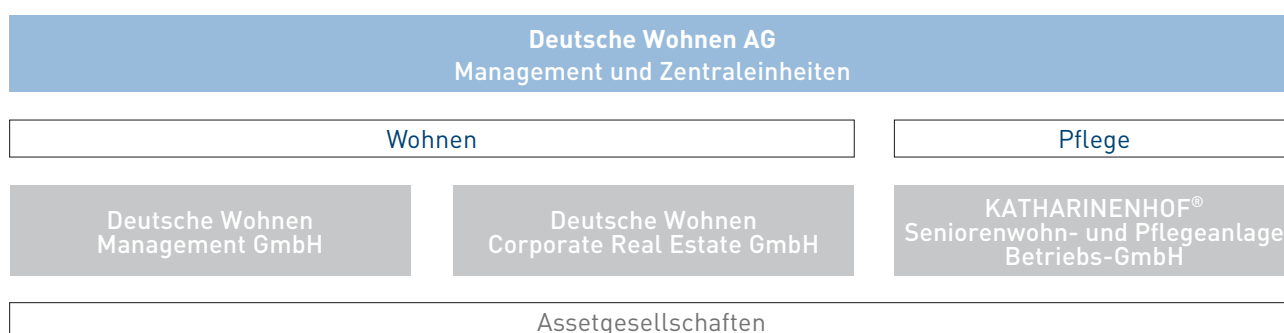 Deutsche Wohnen AG
Management und Zentraleinheiten
Wohnen
Pflege
Deutsche Wohnen
Management GmbH
Deutsche Wohnen
Corporate Real Estate GmbH
KATHARINENHOF®
Seniorenwohn- und Pflegeanlage
Betriebs-GmbH
Assetgesellschaften